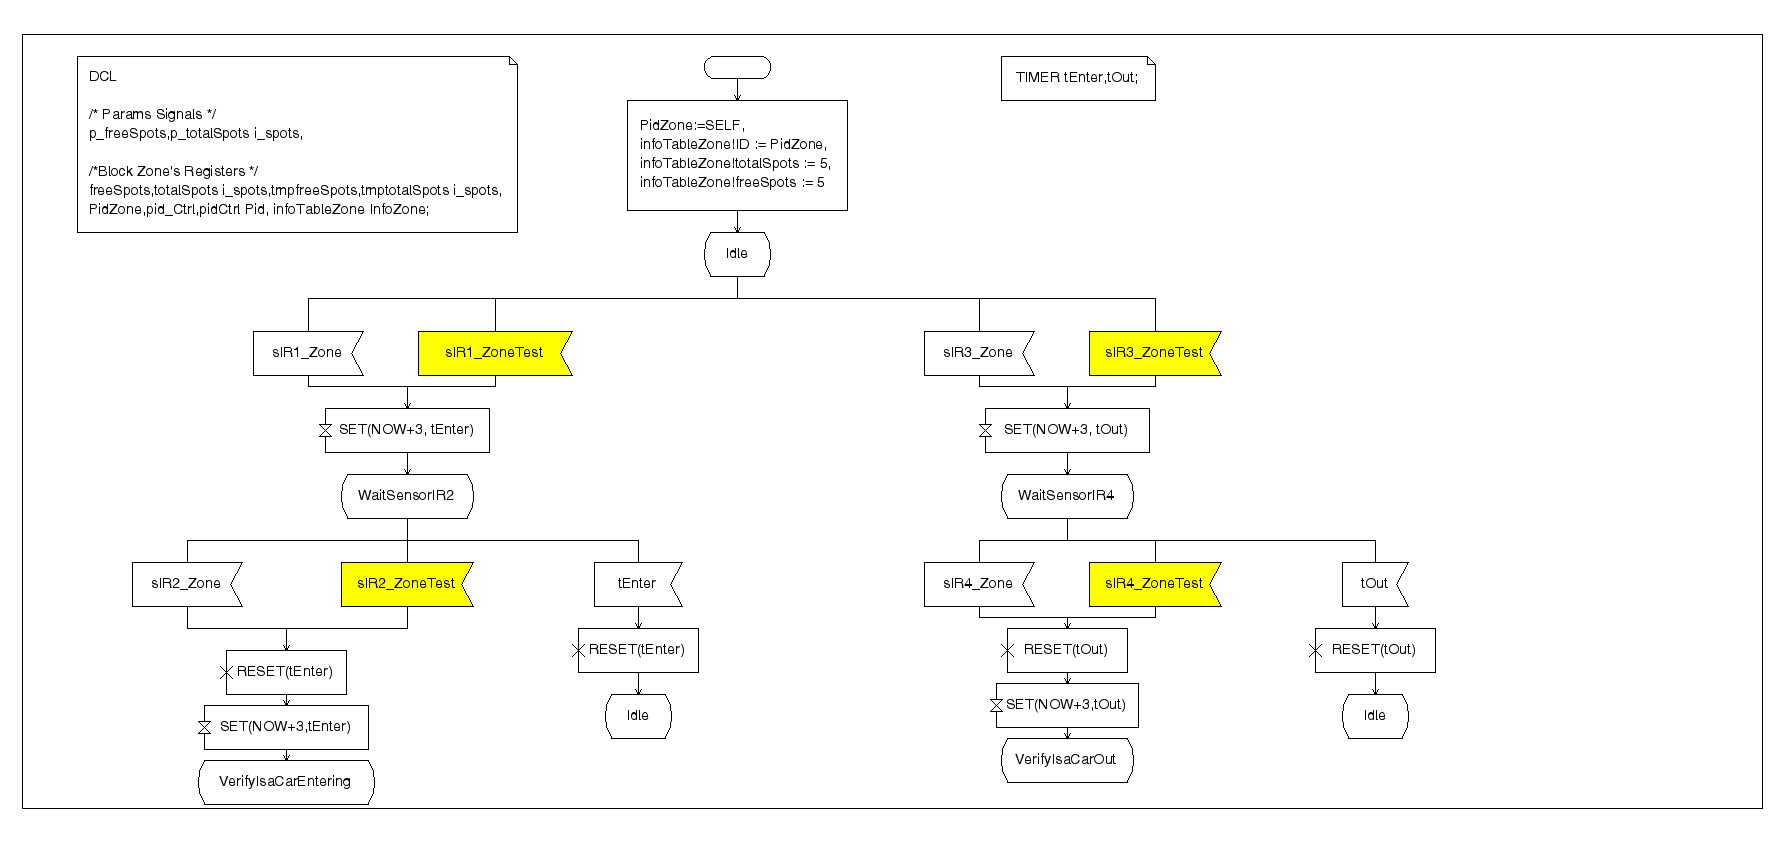 DCL
/* Params Signals */
p_freeSpots,p_totalSpots i_spots,
/*Block Zone's Registers */
freeSpots,totalSpots i_spots,tmpfreeSpots,tmptotalSpots i_spots,
PidZone,pid_Ctrl,pidCtrl Pid, infoTableZone InfoZone;
PidZone:=SELF,
infoTableZone!ID := PidZone,
infoTableZone!totalSpots := 5,
infoTableZone!freeSpots := 5
TIMER tEnter,tOut;
Idle
sIR1_Zone
sIR1_ZoneTest
sIR3_Zone
sIR3_ZoneTest
SET(NOW+3, tEnter)
SET(NOW+3, tOut)
WaitSensorIR2
WaitSensorIR4
sIR2_Zone
sIR2_ZoneTest
tEnter
sIR4_Zone
sIR4_ZoneTest
tOut
RESET(tEnter)
RESET(tEnter)
RESET(tOut)
RESET(tOut)
SET(NOW+3,tEnter)
Idle
SET(NOW+3,tOut)
Idle
VerifyIsaCarEntering
VerifyIsaCarOut